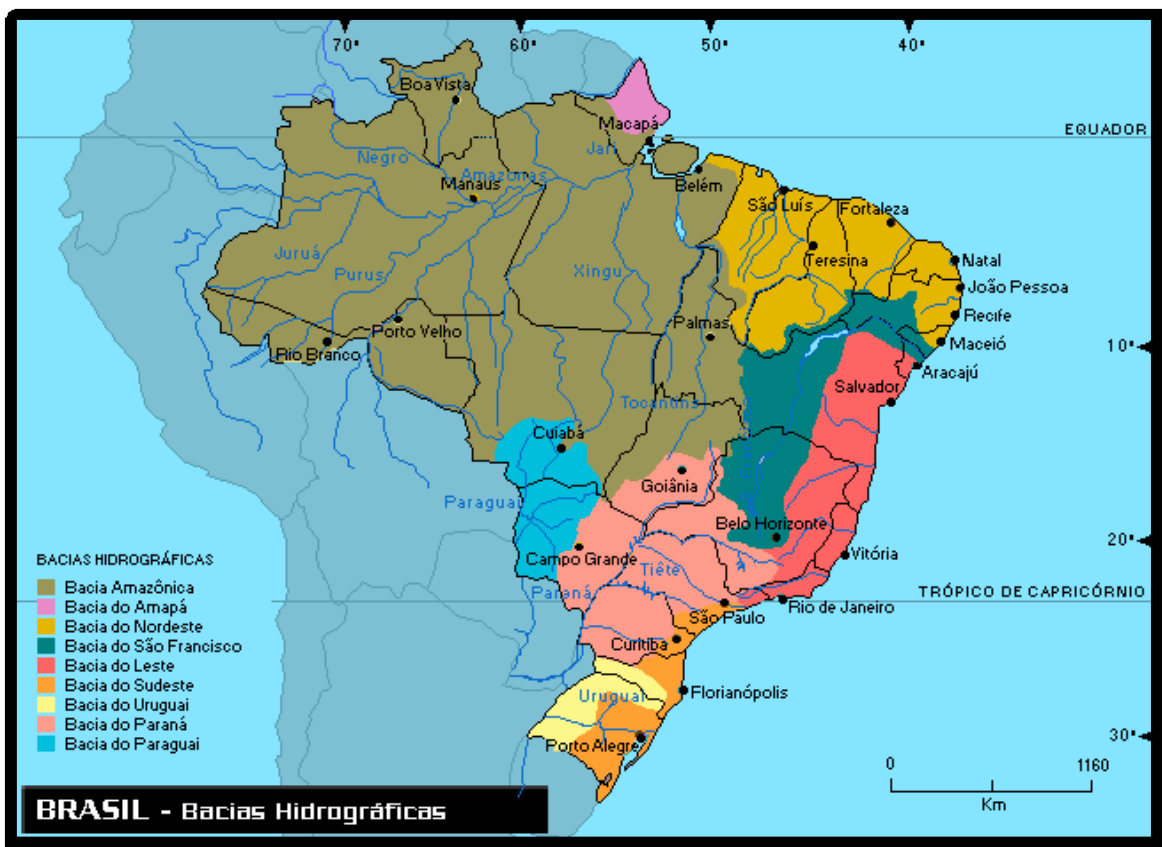 70°
60°
50°
40°
Boa Vista
Macapá
EQUADOR
Negro
Jari
Amazonas
Manaus
Belém
São Luís
Fortaleza
Juruá
Purus
Xingu
Teresina
Natal
João Pessoa
Porto Velho
Palmas
Recife
Rio Branco
Maceió
10°
Aracajú
Salvador
Tocantins
Cuiabá
Goiânia
Paraguai
Belo Horizonte
20°
Vitória
Campo Grande
Tiête
Paraná
TRÓPICO DE CAPRICÓRNIO
Rio de Janeiro
São Paulo
Curitiba
Florianópolis
Uruguai
Porto Alegre
30°
BACIAS HIDROGRÁFICAS
Bacia Amazônica
Bacia do Amapá
Bacia do Nordeste
Bacia do São Francisco
Bacia do Leste
Bacia do Sudeste
Bacia do Uruguai
Bacia do Paraná
Bacia do Paraguai
0
1160
Km
BRASIL - Bacias Hidrográficas